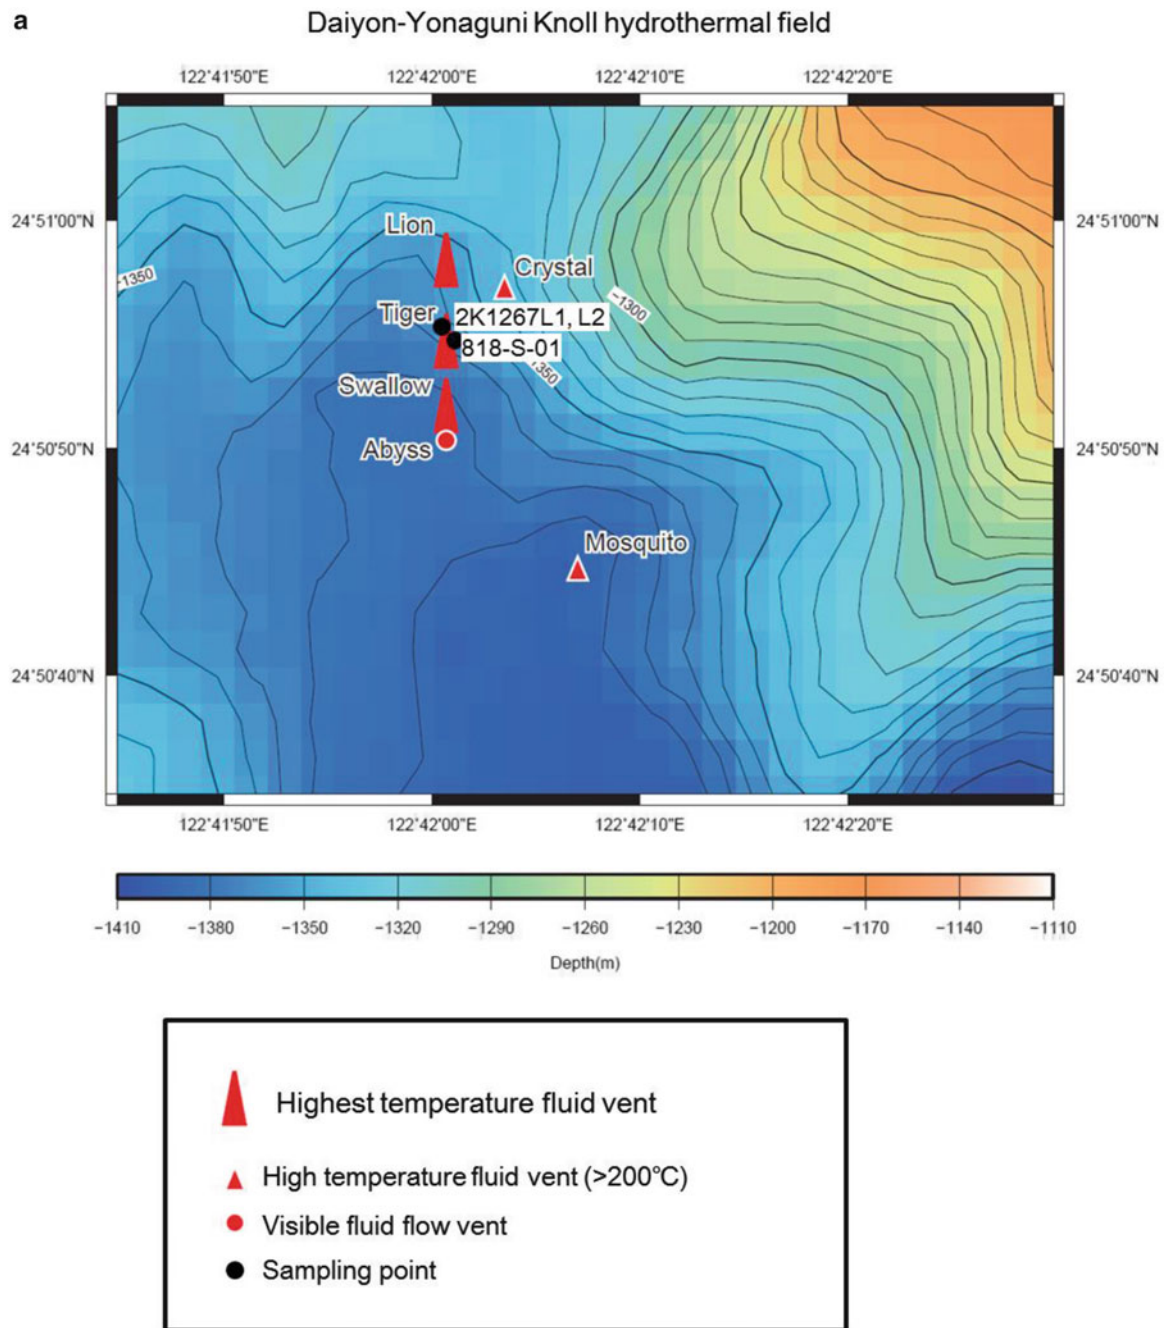 a
Daiyon-Yonaguni Knoll hydrothermal field
122°41'50"E 122°42'00"E 122°42'10"E 122°42'20"E
24°51'00"N 24°51'00"N
Lion
Crystal
−1350
−1300
Tiger 2K1267L1, L2
818-S-01
1350
Swallow
24°50'50"N 24°50'50"N
Abyss
Mosquito
24°50'40"N 24°50'40"N
122°41'50"E 122°42'00"E 122°42'10"E 122°42'20"E
−1410 −1380 −1350 −1320 −1290 −1260 −1230 −1200 −1170 −1140 −1110
Depth(m)
Highest temperature fluid vent
High temperature fluid vent (>200℃)
Visible fluid flow vent
Sampling point